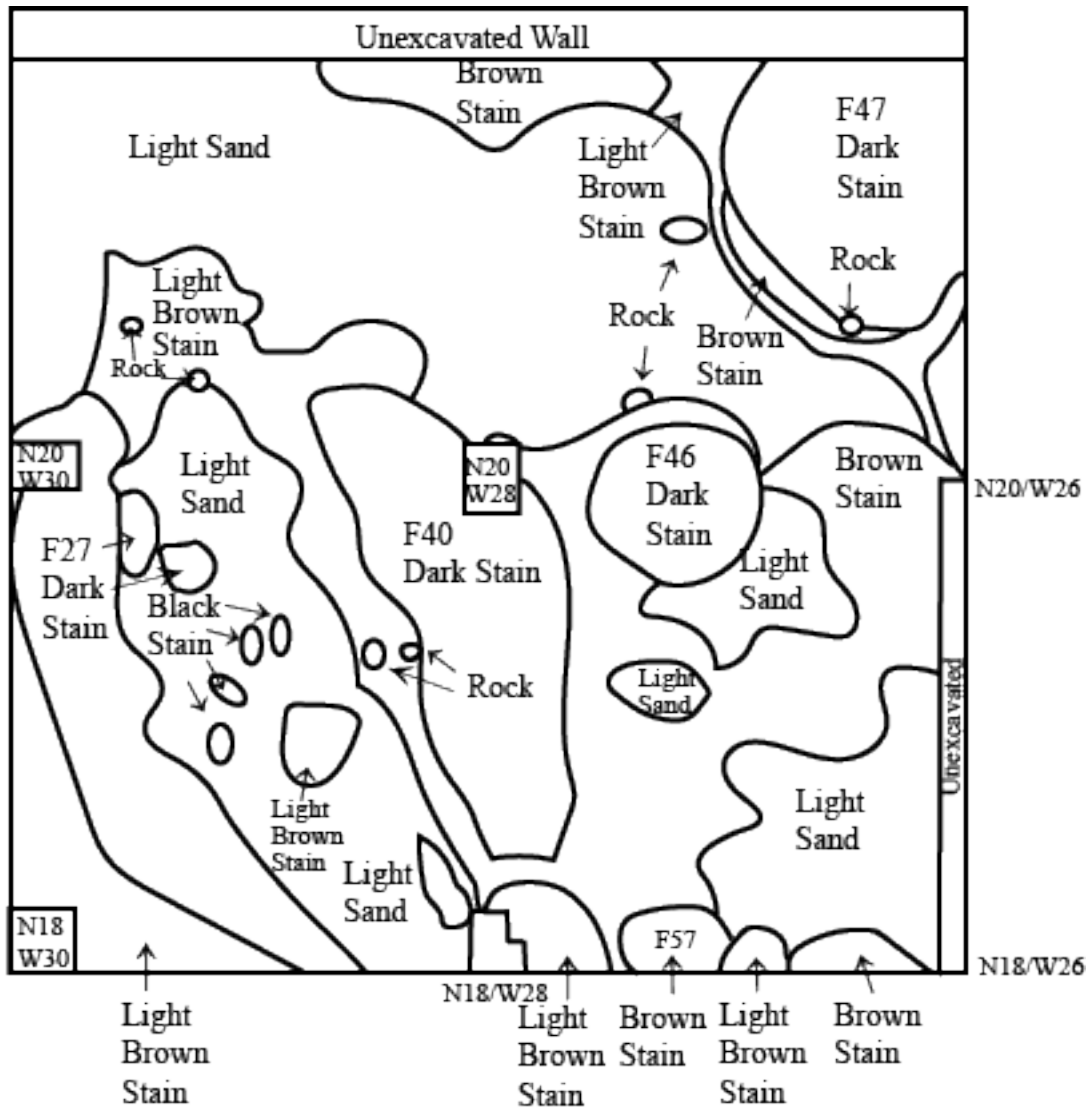 Unexcavated Wall
Brown
Stain
F47
Dark
Stain
Light Sand
Light
Brown
Stain
Rock
Light
Brown
Stain
Rock
Rock
Brown
Stain
N20
W30
Light
Sand
N20
W28
F46
Dark
Stain
Brown
Stain
N20/W26
F27
Dark
Stain
F40
Dark Stain
Light
Sand
Black
Stain
Rock
Light
Sand
Unexcavated
Light
Brown
Stain
Light
Sand
Light
Sand
N18
W30
F57
N18/W26
N18/W28
Light
Brown
Stain
Light
Brown
Stain
Brown
Stain
Light
Brown
Stain
Brown
Stain